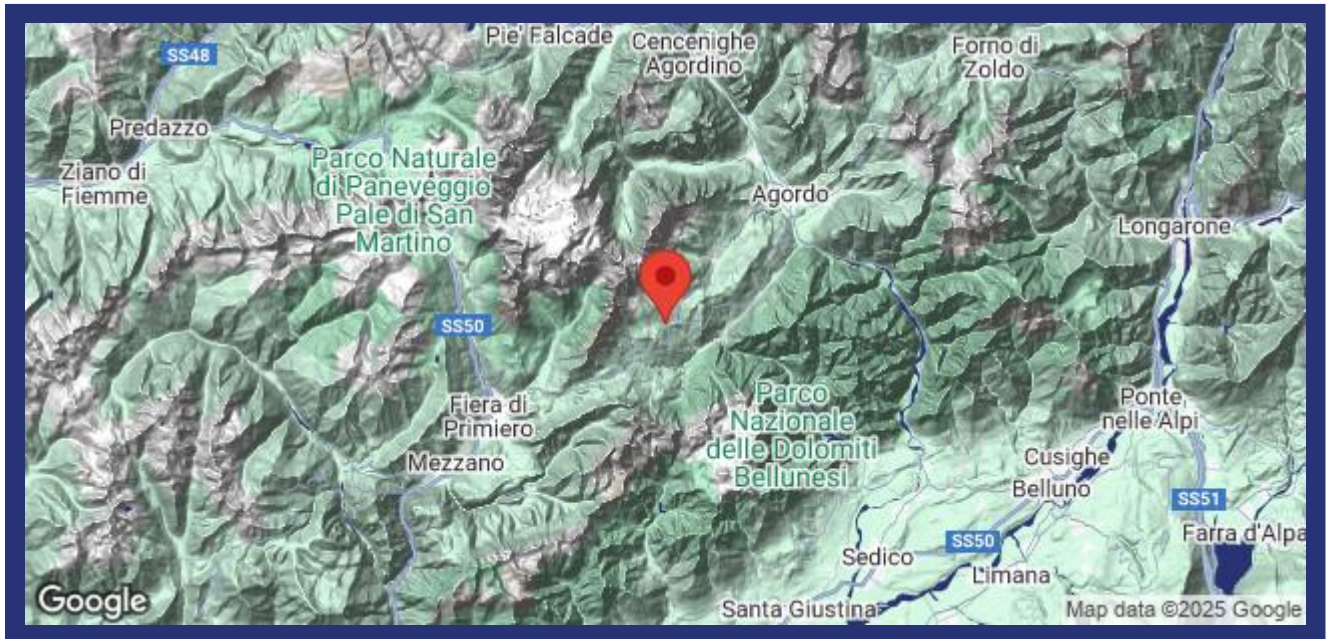 Pie' Falcade
Cencenighe
Agordino
Forno di
Zoldo
SS48
Predazzo
Ziano di
Fiemme
Parco Naturale
di Paneveggio
Pale di San
Martino
Agordo
Longarone
SS50
Fiera di
Primiero
Mezzano
Parco
Nazionale
delle Dolomiti
Bellunesi
Ponte
nelle Alpi
Cusighe
Belluno
SS51
SS50
Farra d'Alpa
Sedico
Limana
Santa Giustina
Google
Map data ©2025 Google